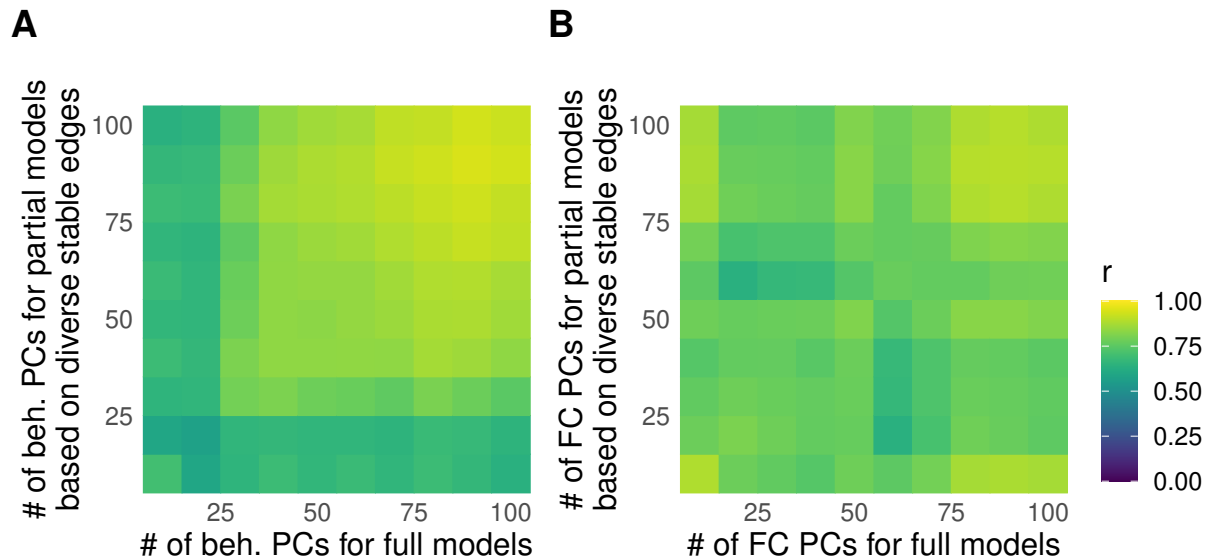 A
# of beh. PCs for partial models
based on diverse stable edges
100
75
50
25
25 50 75 100
# of beh. PCs for full models
B
# of FC PCs for partial models
based on diverse stable edges
100
75
50
25
25 50 75 100
# of FC PCs for full models
r
1.00
0.75
0.50
0.25
0.00